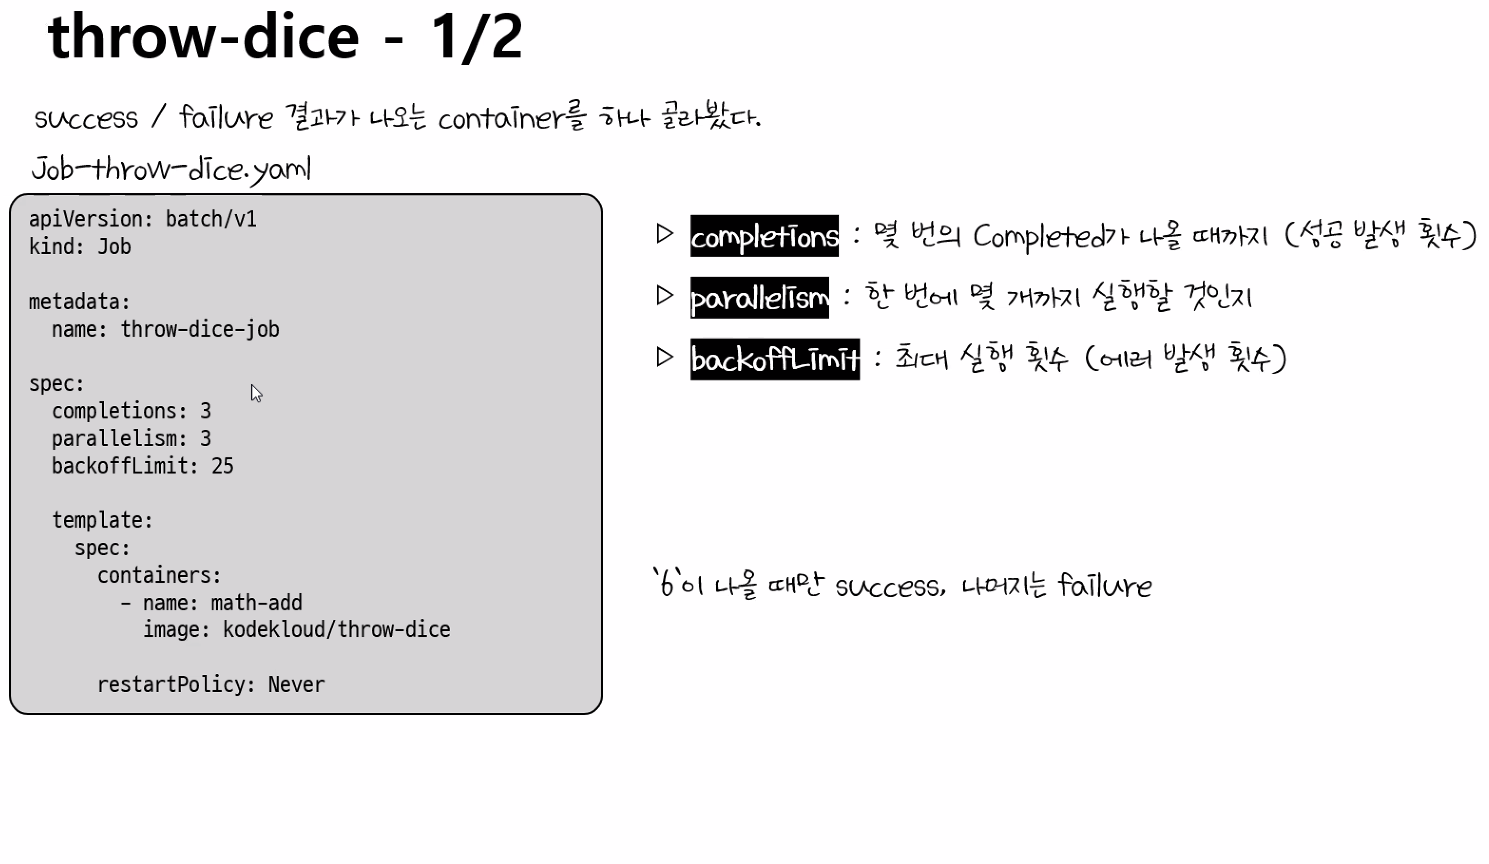 throw-dice - 1/2
success / failure 결과가 나오는 container를 하나 골라봤다.
Job-throw-dice.yaml
apiVersion: batch/v1
kind: Job
metadata:
  name: throw-dice-job
spec:
  completions: 3
  parallelism: 3
  backoffLimit: 25
  template:
    spec:
      containers:
        - name: math-add
          image: kodekloud/throw-dice
      restartPolicy: Never
▷ completions : 몇 번의 Completed가 나올 때까지 (성공 발생 횟수)
▷ parallelism : 한 번에 몇 개까지 실행할 것인지
▷ backoffLimit : 최대 실행 횟수 (에러 발생 횟수)
`6`이 나올 때만 success, 나머지는 failure